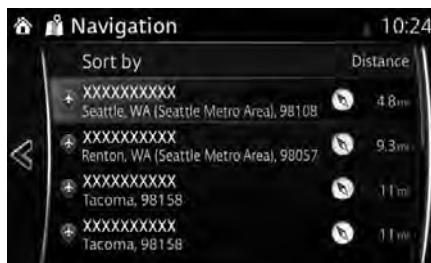 Navigation 10:24
Sort by Distance
XXXXXXXXXX
Seattle, WA (Seattle Metro Area), 98108 4.8mi
XXXXXXXXXX
Renton, WA (Seattle Metro Area), 98057 9.3mi
XXXXXXXXXX
Tacoma, 98158 11mi
XXXXXXXXXX
Tacoma, 98158 11mi